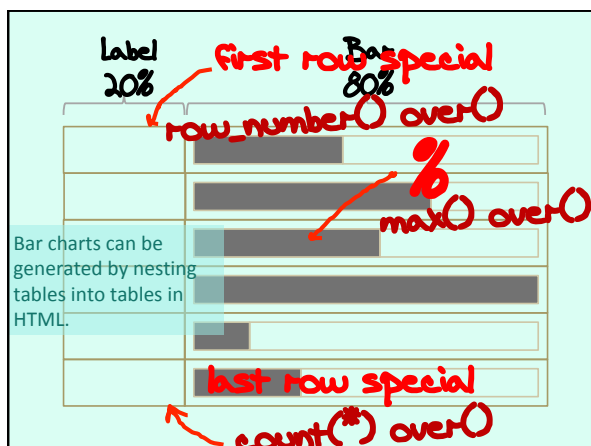 Label
20%
Bar
80%
first row special
row_number() over()
%
max() over()
Bar charts can be
generated by nesting
tables into tables in
HTML.
last row special
count(*) over()